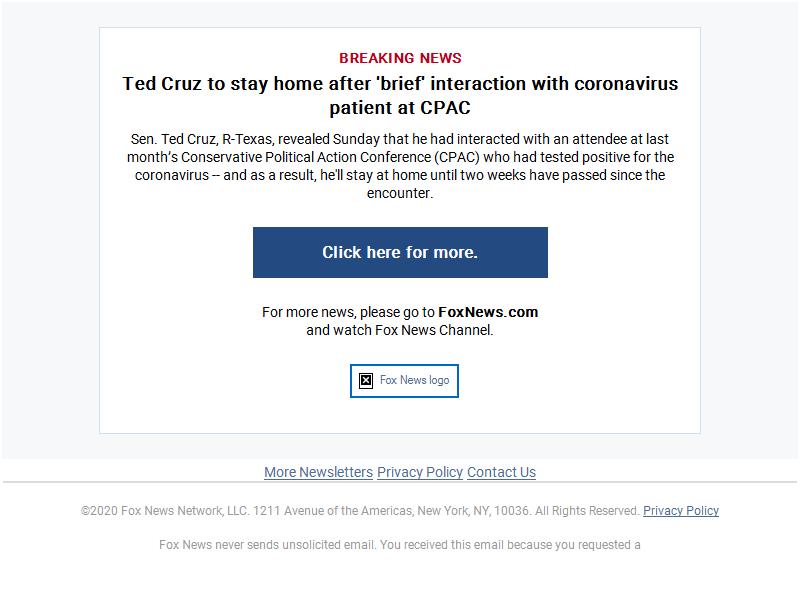 BREAKING NEWS
Ted Cruz to stay home after 'brief' interaction with coronavirus
patient at CPAC
Sen. Ted Cruz, R-Texas, revealed Sunday that he had interacted with an attendee at last
month’s Conservative Political Action Conference (CPAC) who had tested positive for the
coronavirus -- and as a result, he'll stay at home until two weeks have passed since the
encounter.
Click here for more.
For more news, please go to FoxNews.com
and watch Fox News Channel.
Fox News logo
More Newsletters Privacy Policy Contact Us
©2020 Fox News Network, LLC. 1211 Avenue of the Americas, New York, NY, 10036. All Rights Reserved. Privacy Policy
Fox News never sends unsolicited email. You received this email because you requested a